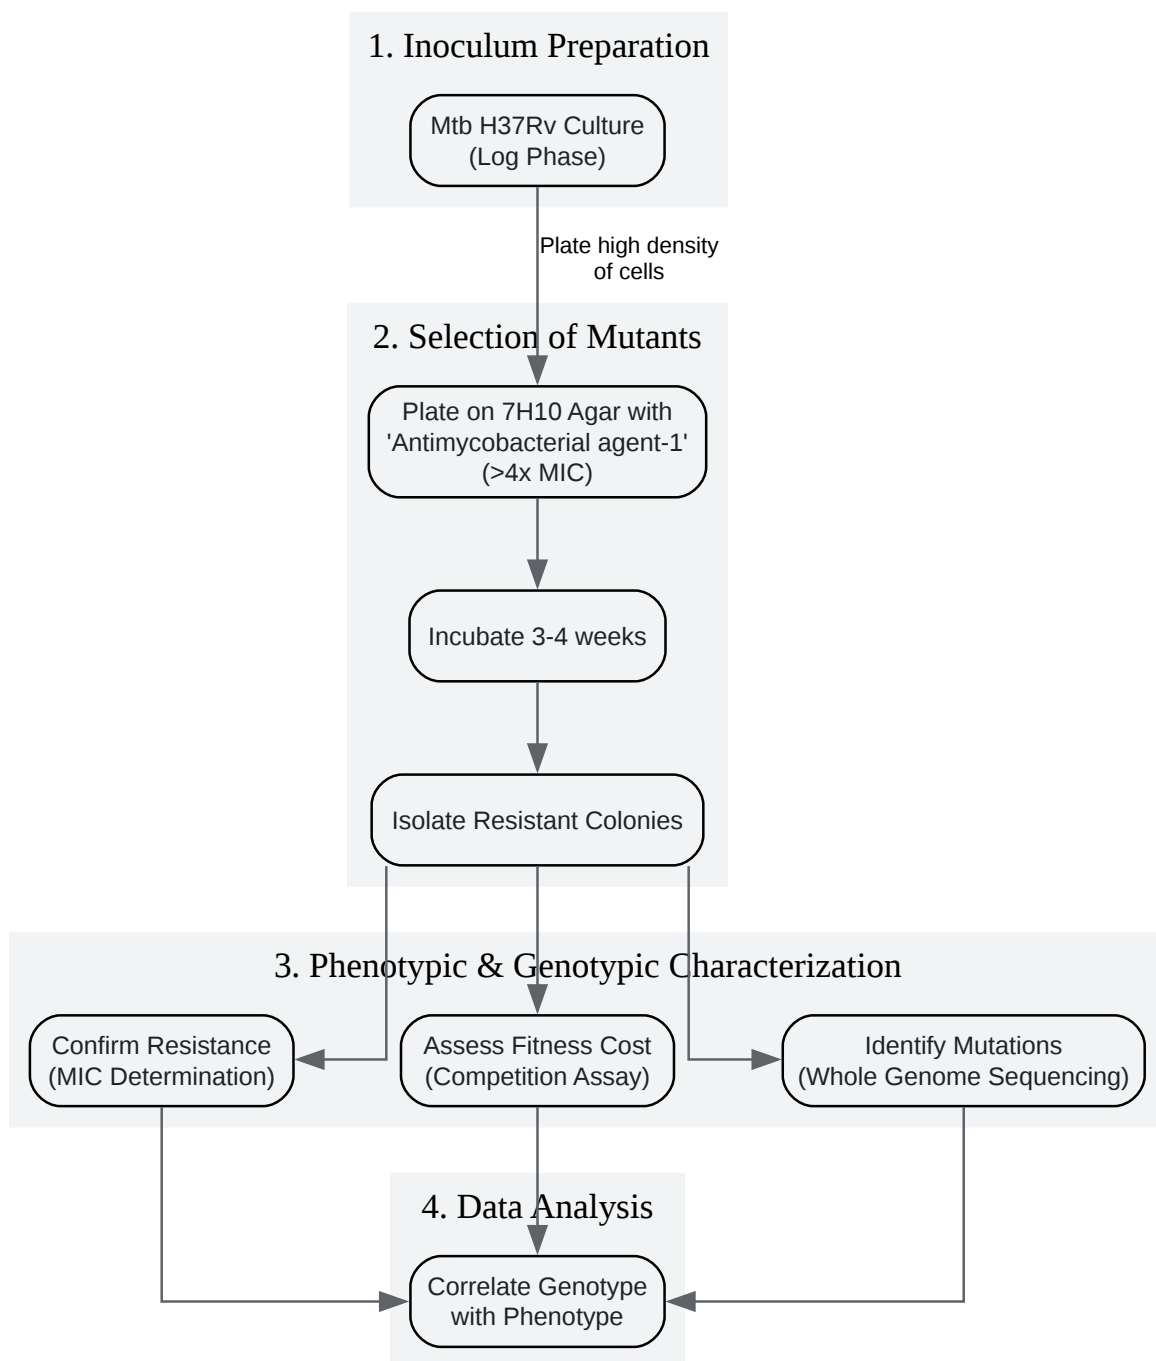 1. Inoculum Preparation
Mtb H37Rv Culture
(Log Phase)
Plate high density
of cells
2. Selection of Mutants
Plate on 7H10 Agar with
'Antimycobacterial agent-1'
(>4x MIC)
Incubate 3-4 weeks
Isolate Resistant Colonies
3. Phenotypic & Genotypic Characterization
Confirm Resistance
(MIC Determination)
Assess Fitness Cost
(Competition Assay)
Identify Mutations
(Whole Genome Sequencing)
4. Data Analysis
Correlate Genotype
with Phenotype